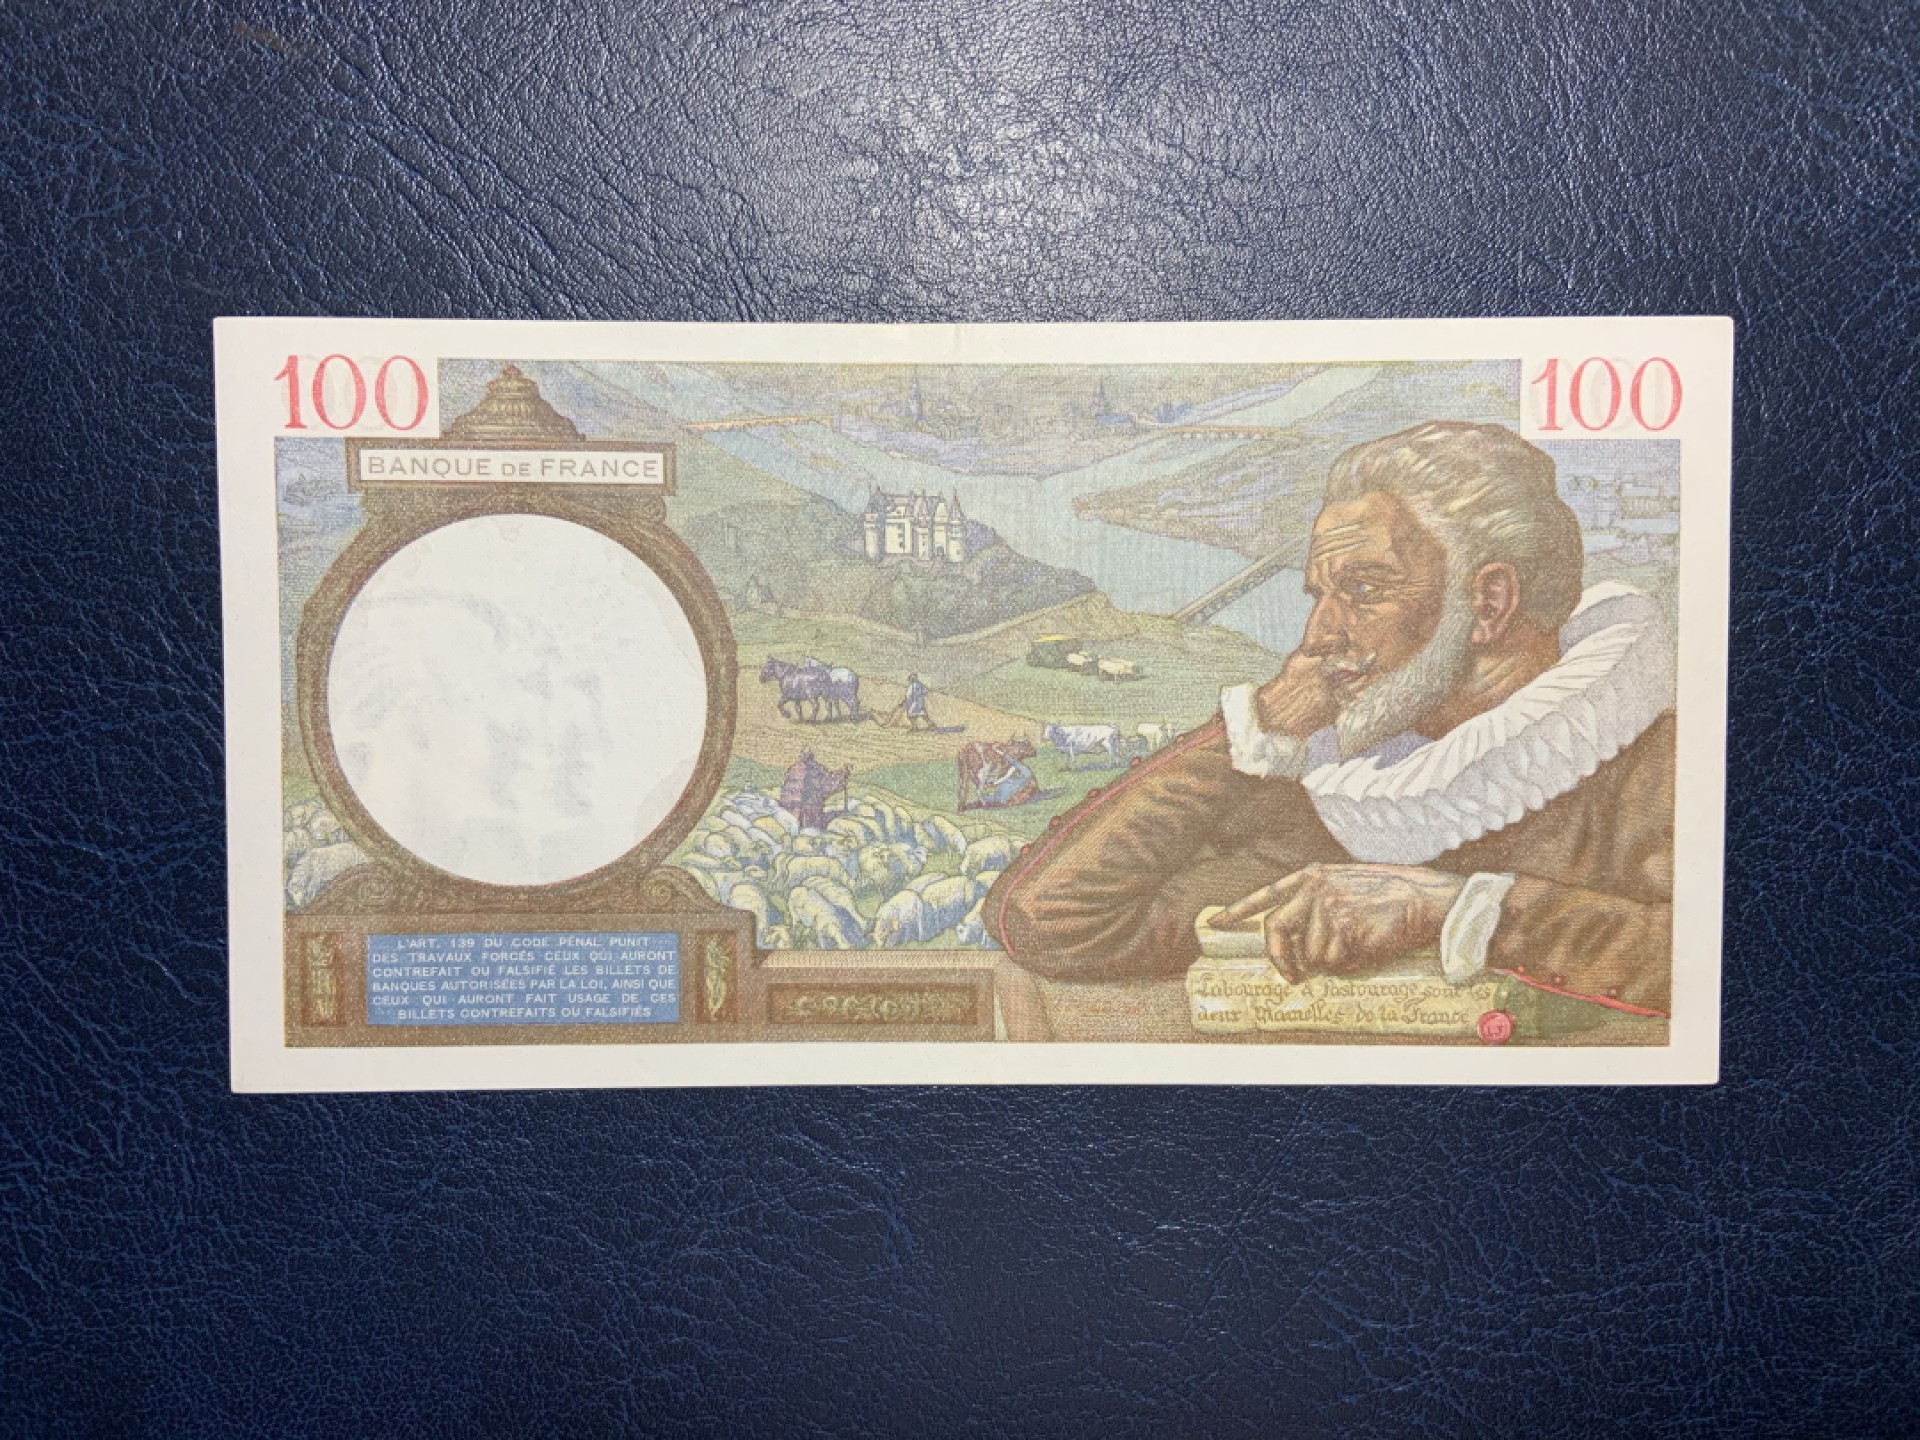 100
100
BANQUE DE FRANCE
L'ART. 139 DU CODE PÉNAL PUNIT
DES TRAVAUX FORCÉS CEUX QUI AURONT
CONTREFAIT OU FALSIFIÉ LES BILLETS DE
BANQUES AUTORISÉES PAR LA LOI, AINSI QUE
CEUX QUI AURONT FAIT USAGE DE CES
BILLETS CONTREFAITS OU FALSIFIÉS
Labourage & Pastourage sont les
deux Mamelles de la France